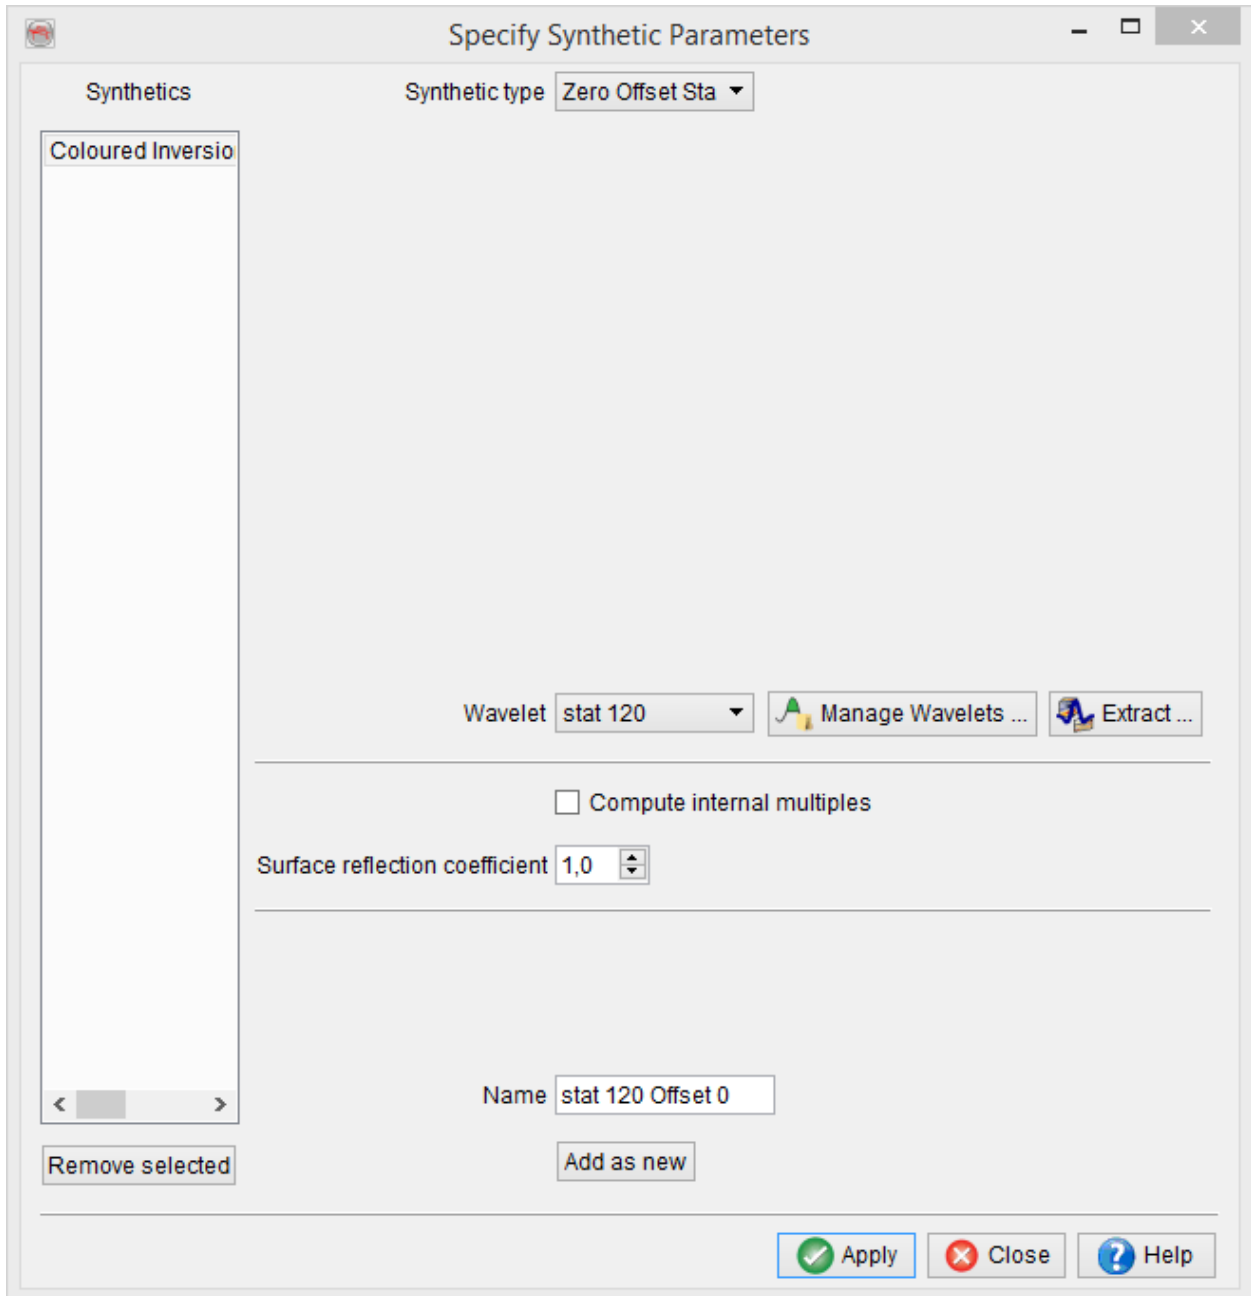 Specify Synthetic Parameters
Synthetics
Synthetic type Zero Offset Sta
Coloured Inversio
Wavelet stat 120 Manage Wavelets ... Extract ...
Compute internal multiples
Surface reflection coefficient 1,0
Name stat 120 Offset 0
Remove selected
Add as new
Apply Close Help